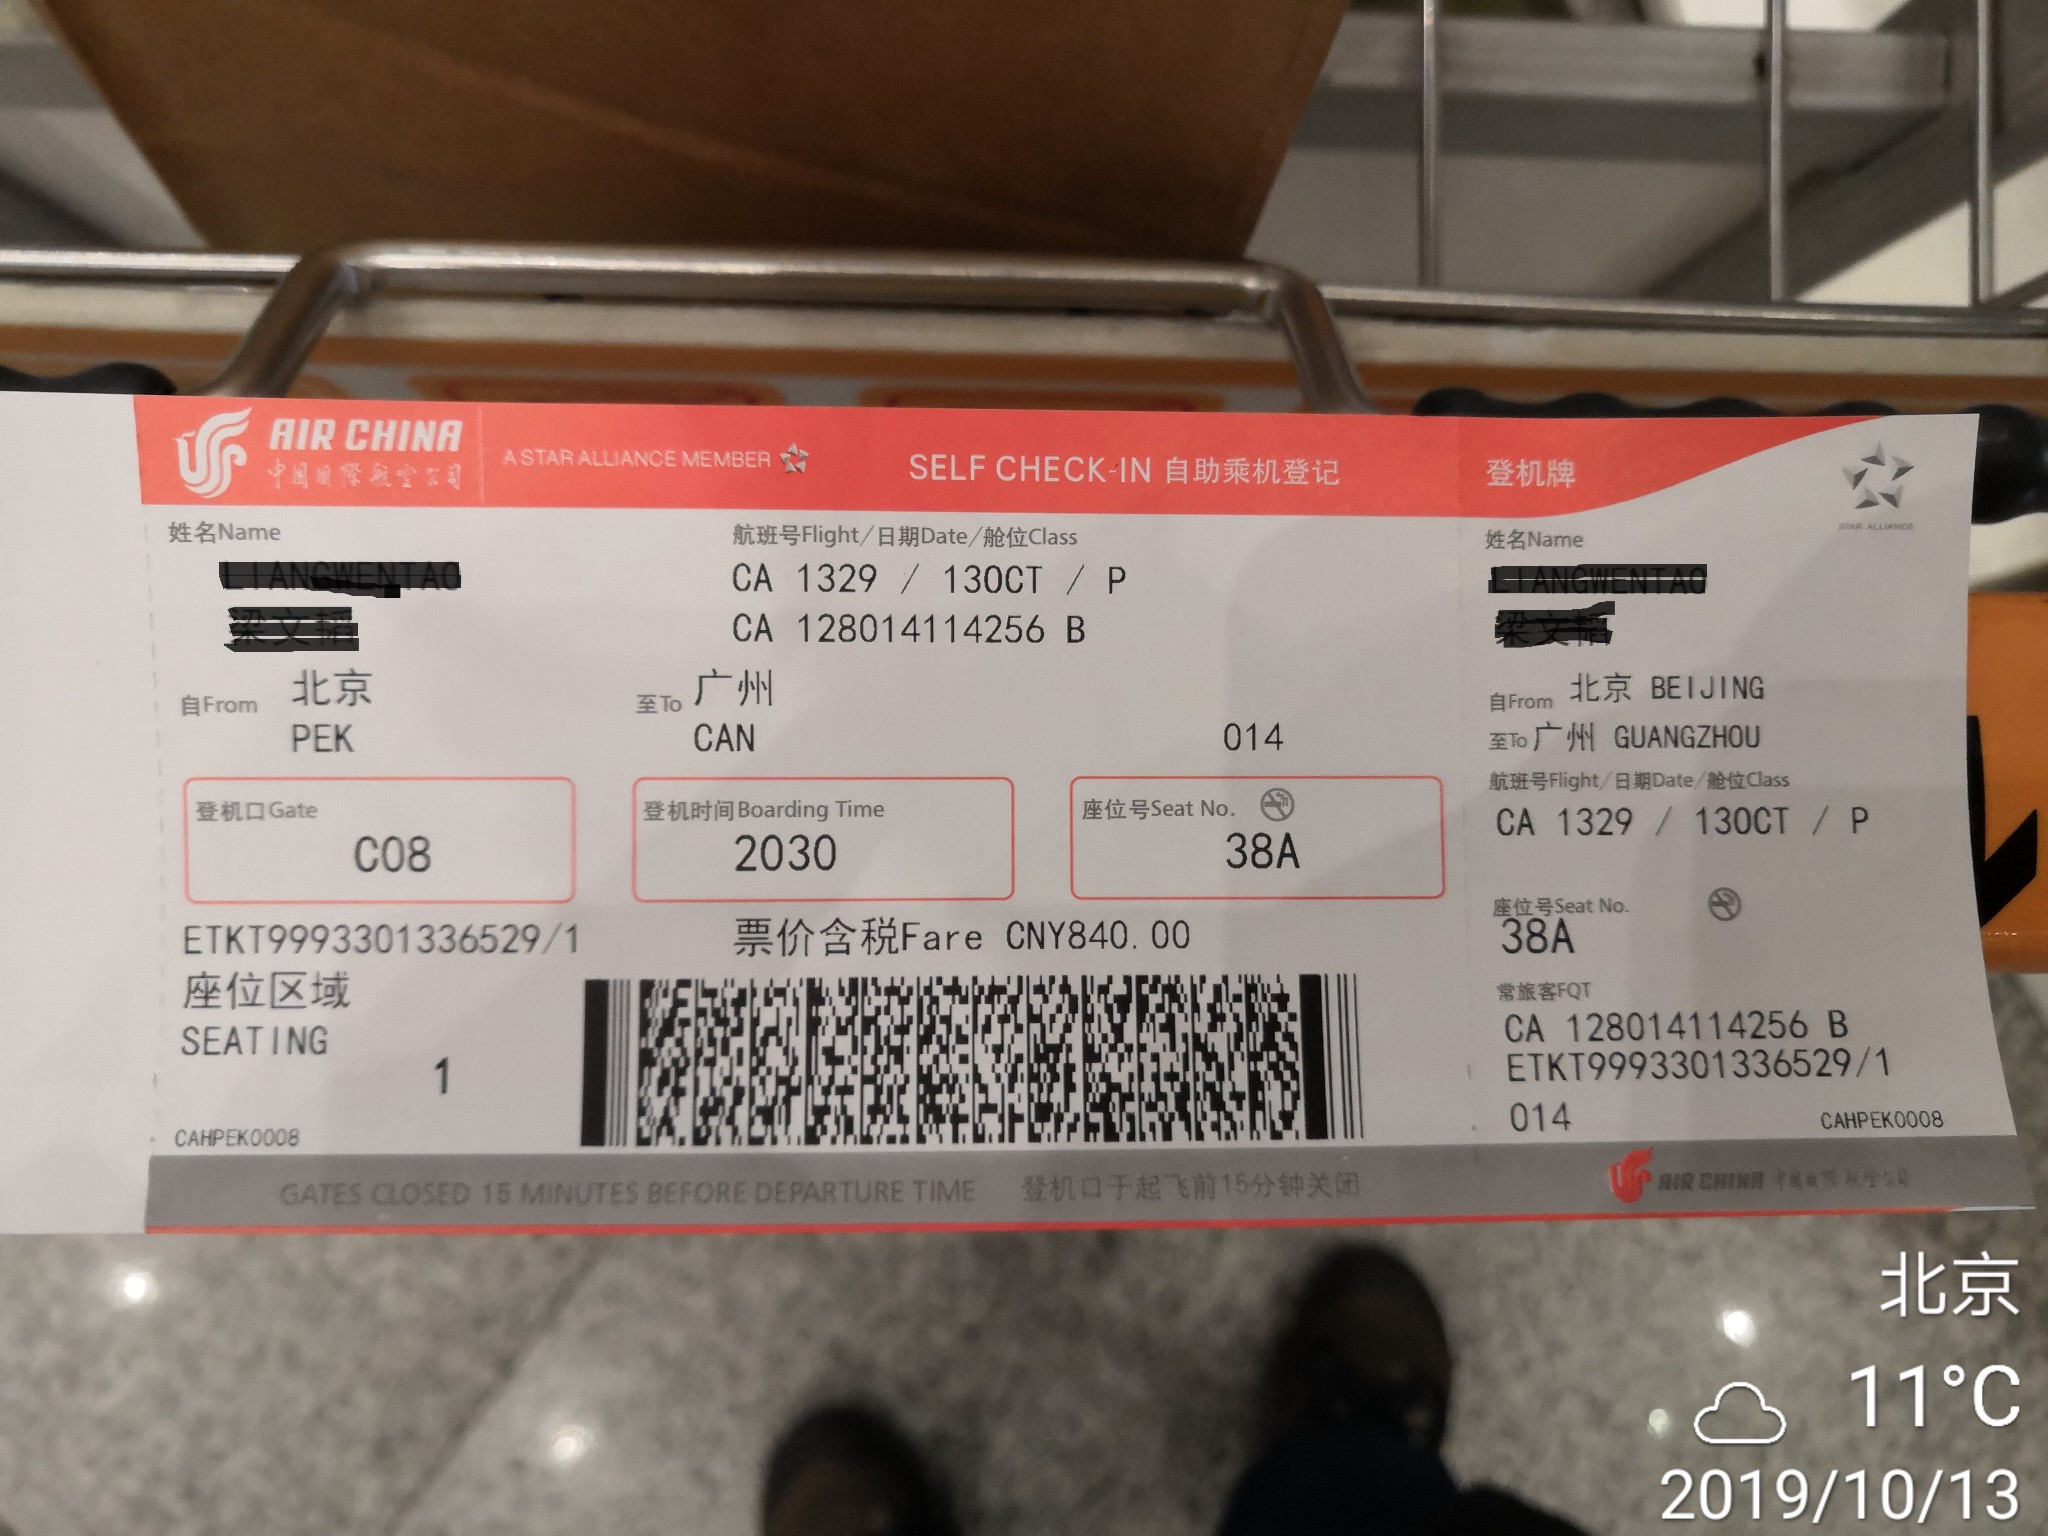 AIR CHINA
中国国际航空公司
A STAR ALLIANCE MEMBER
SELF CHECK-IN 自助乘机登记
登机牌
STAR ALLIANCE
姓名Name
航班号Flight/日期Date/舱位Class
CA 1329 / 13OCT / P
CA 128014114256 B
自From 北京
PEK
至To 广州
CAN
014
登机口Gate
C08
登机时间Boarding Time
2030
座位号Seat No.
38A
ETKT9993301336529/1
票价含税Fare CNY840.00
座位区域
SEATING
1
CAHPEK0008
GATES CLOSED 15 MINUTES BEFORE DEPARTURE TIME 登机口于起飞前15分钟关闭
姓名Name
自From 北京 BEIJING
至To 广州 GUANGZHOU
航班号Flight/日期Date/舱位Class
CA 1329 / 13OCT / P
座位号Seat No.
38A
常旅客FQT
CA 128014114256 B
ETKT9993301336529/1
014
CAHPEK0008
AIR CHINA 中国国际航空公司
北京
11°C
2019/10/13